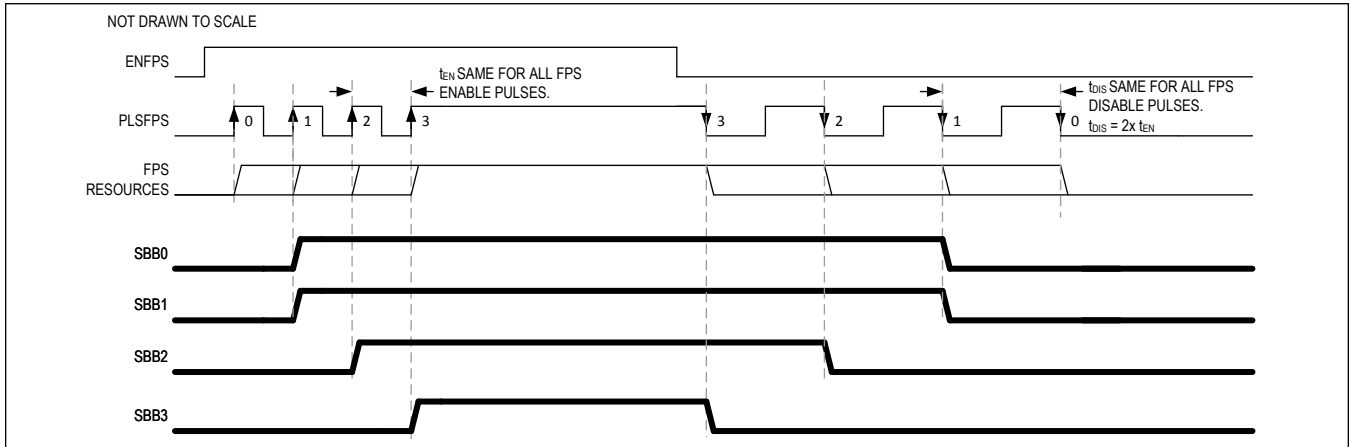 NOT DRAWN TO SCALE
ENFPS
tEN SAME FOR ALL FPS
ENABLE PULSES.
tDIS SAME FOR ALL FPS
DISABLE PULSES.
tDIS = 2x tEN
PLSFPS
0 1 2 3 3 2 1 0
FPS
RESOURCES
SBB0
SBB1
SBB2
SBB3